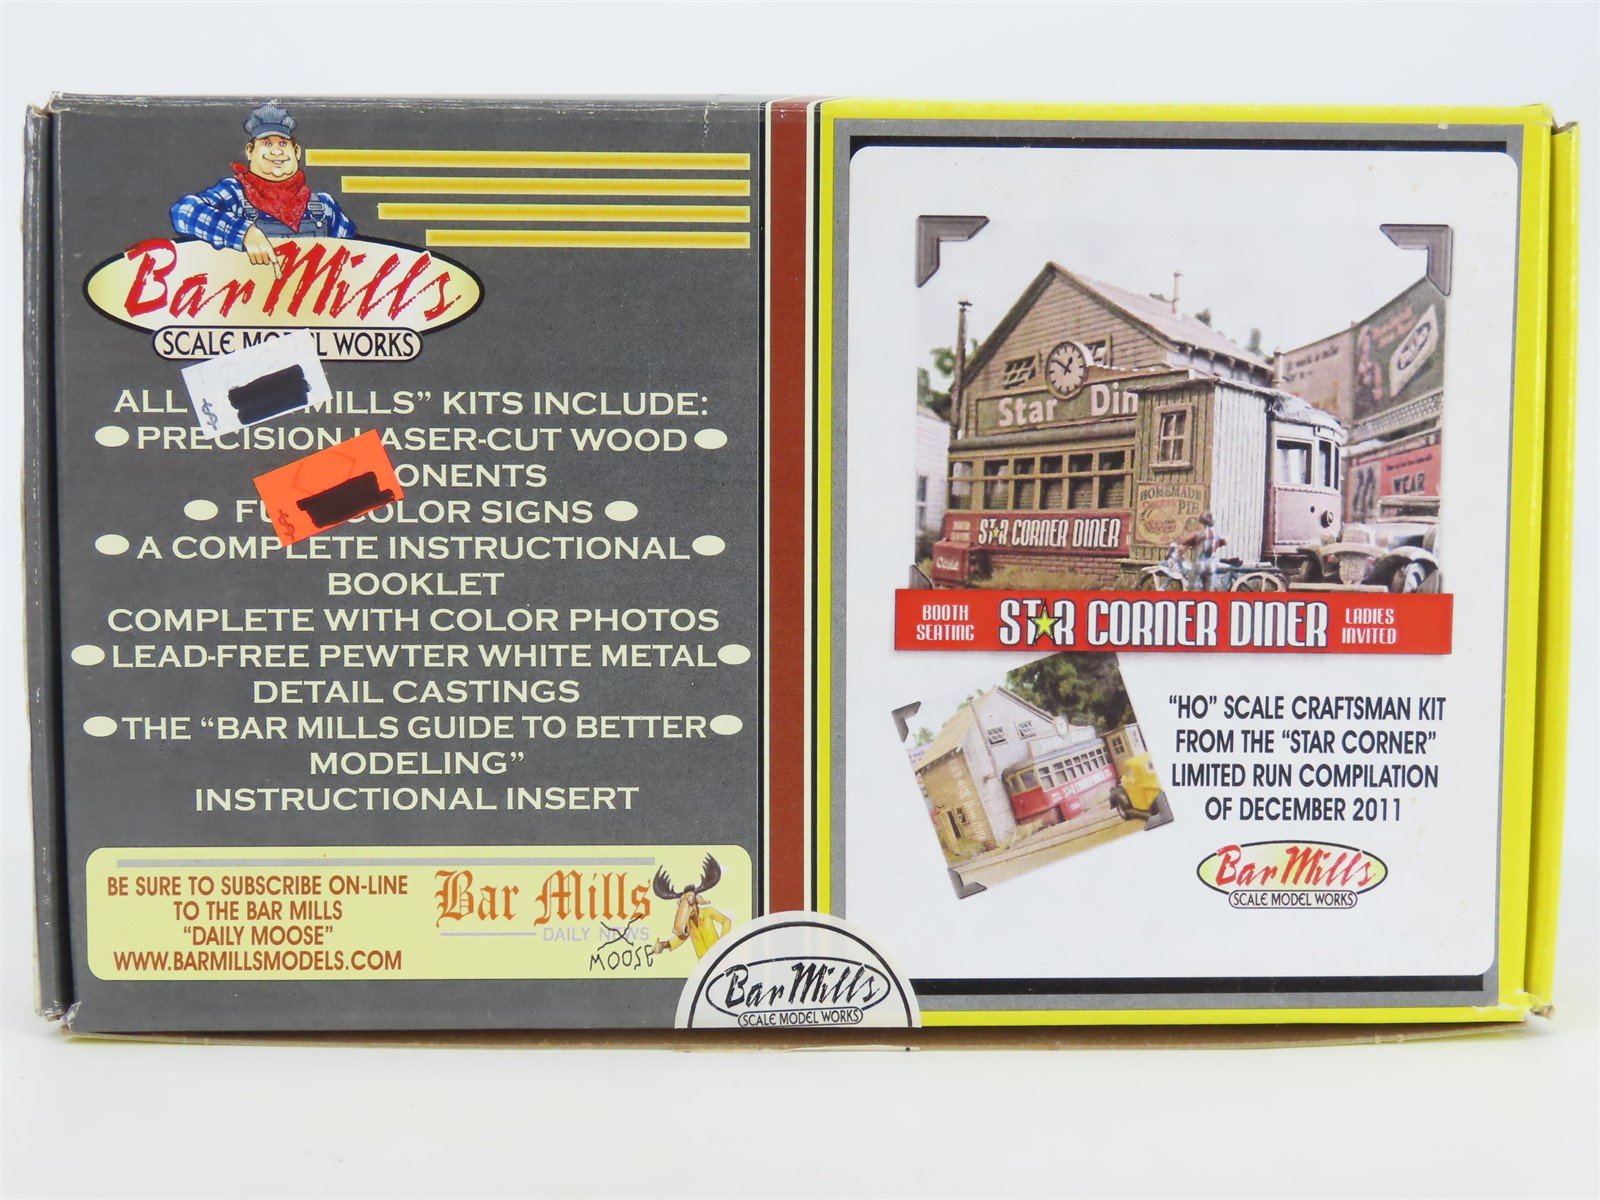 Bar Mills
SCALE MODEL WORKS
ALL MILLS” KITS INCLUDE:
PRECISION LASER-CUT WOOD
ONENTS
COLOR SIGNS
A COMPLETE INSTRUCTIONAL
BOOKLET
COMPLETE WITH COLOR PHOTOS
LEAD-FREE PEWTER WHITE METAL
DETAIL CASTINGS
THE “BAR MILLS GUIDE TO BETTER
MODELING”
INSTRUCTIONAL INSERT
BE SURE TO SUBSCRIBE ON-LINE
TO THE BAR MILLS
“DAILY MOOSE”
WWW.BARMILLSMODELS.COM
Bar Mills
DAILY NEWS
MOOSE
Bar Mills
SCALE MODEL WORKS
Star Din
HOMEMADE
PIE
WEAR
STAR CORNER DINER
Coke
BOOTH
SEATING
STAR CORNER DINER
LADIES
INVITED
“HO” SCALE CRAFTSMAN KIT
FROM THE “STAR CORNER”
LIMITED RUN COMPILATION
OF DECEMBER 2011
Bar Mills
SCALE MODEL WORKS